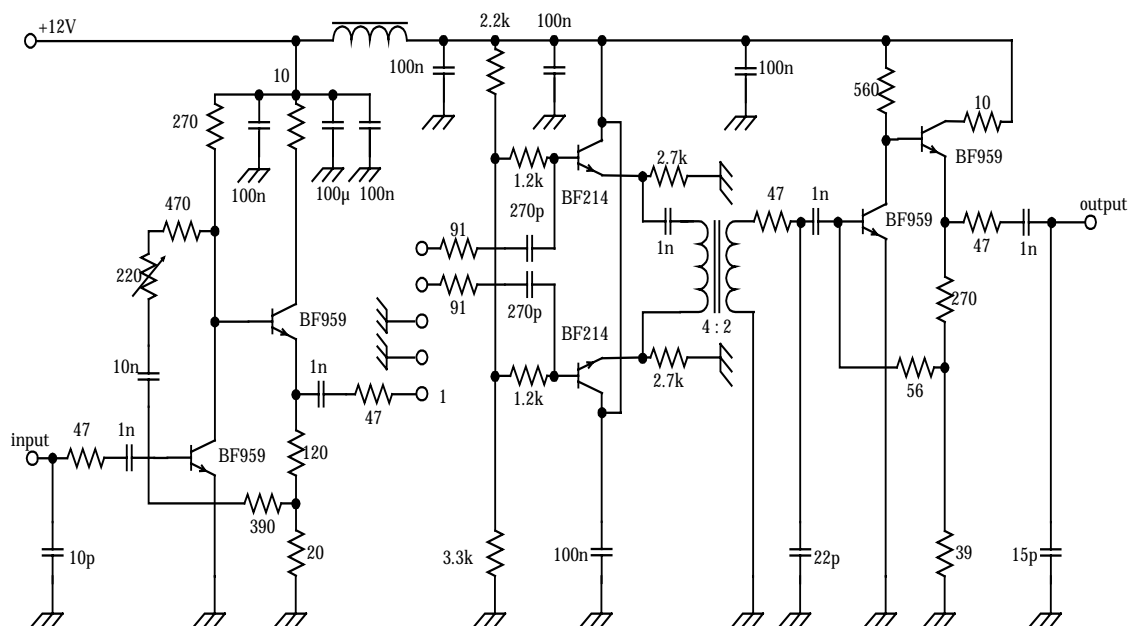 +12V
2.2k
100n
100n
100n
10
270
560
10
BF959
100n
100µ
100n
1.2k
2.7k
BF214
470
270p
47
1n
BF959
output
91
1n
47
1n
220
91
270
270p
BF959
BF214
4 : 2
10n
1n
2.7k
56
1.2k
47
1
input
47
1n
BF959
120
390
10p
20
3.3k
100n
22p
39
15p